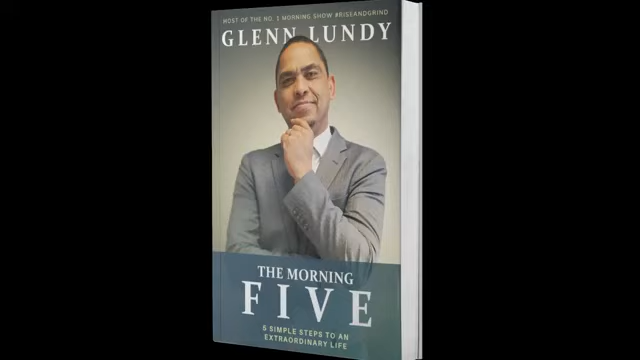 HOST OF THE NO. 1 MORNING SHOW #RISEANDGRIND
GLENN LUNDY
THE MORNING
FIVE
5 SIMPLE STEPS TO AN
EXTRAORDINARY LIFE